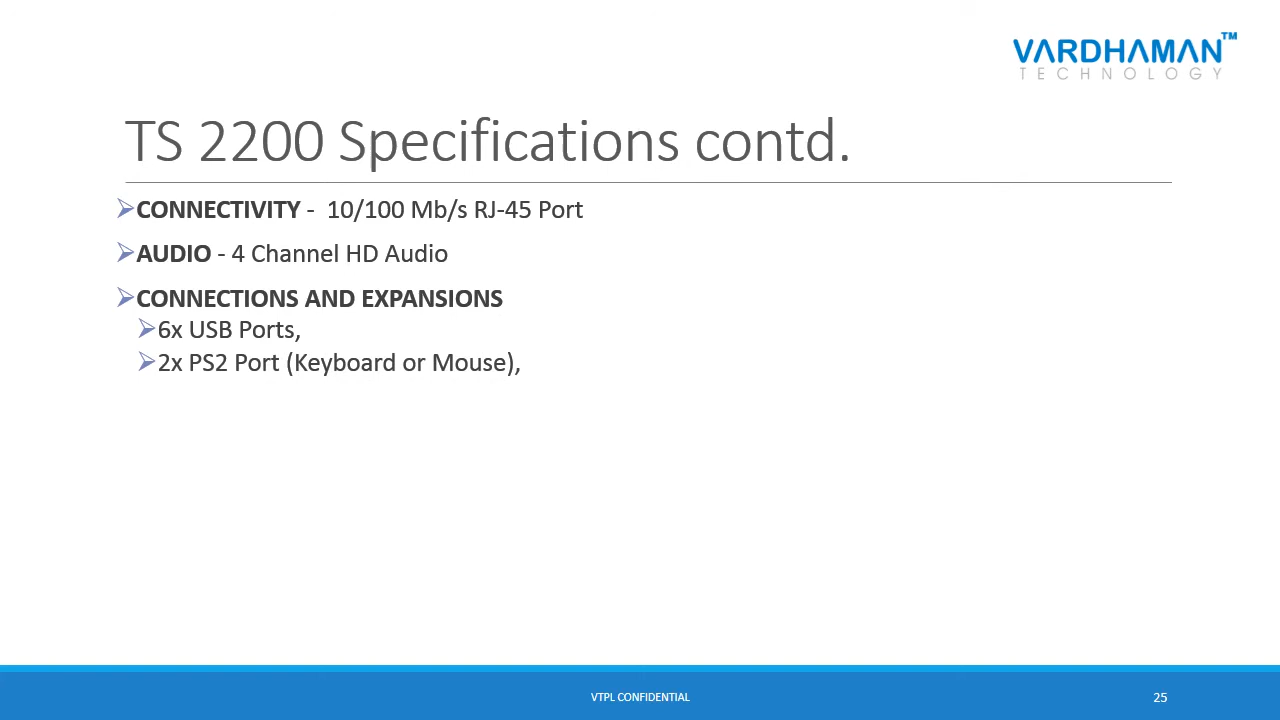 VARDHAMAN™
TECHNOLOGY
TS 2200 Specifications contd.
CONNECTIVITY - 10/100 Mb/s RJ-45 Port
AUDIO - 4 Channel HD Audio
CONNECTIONS AND EXPANSIONS
6x USB Ports,
2x PS2 Port (Keyboard or Mouse),
VTPL CONFIDENTIAL
25